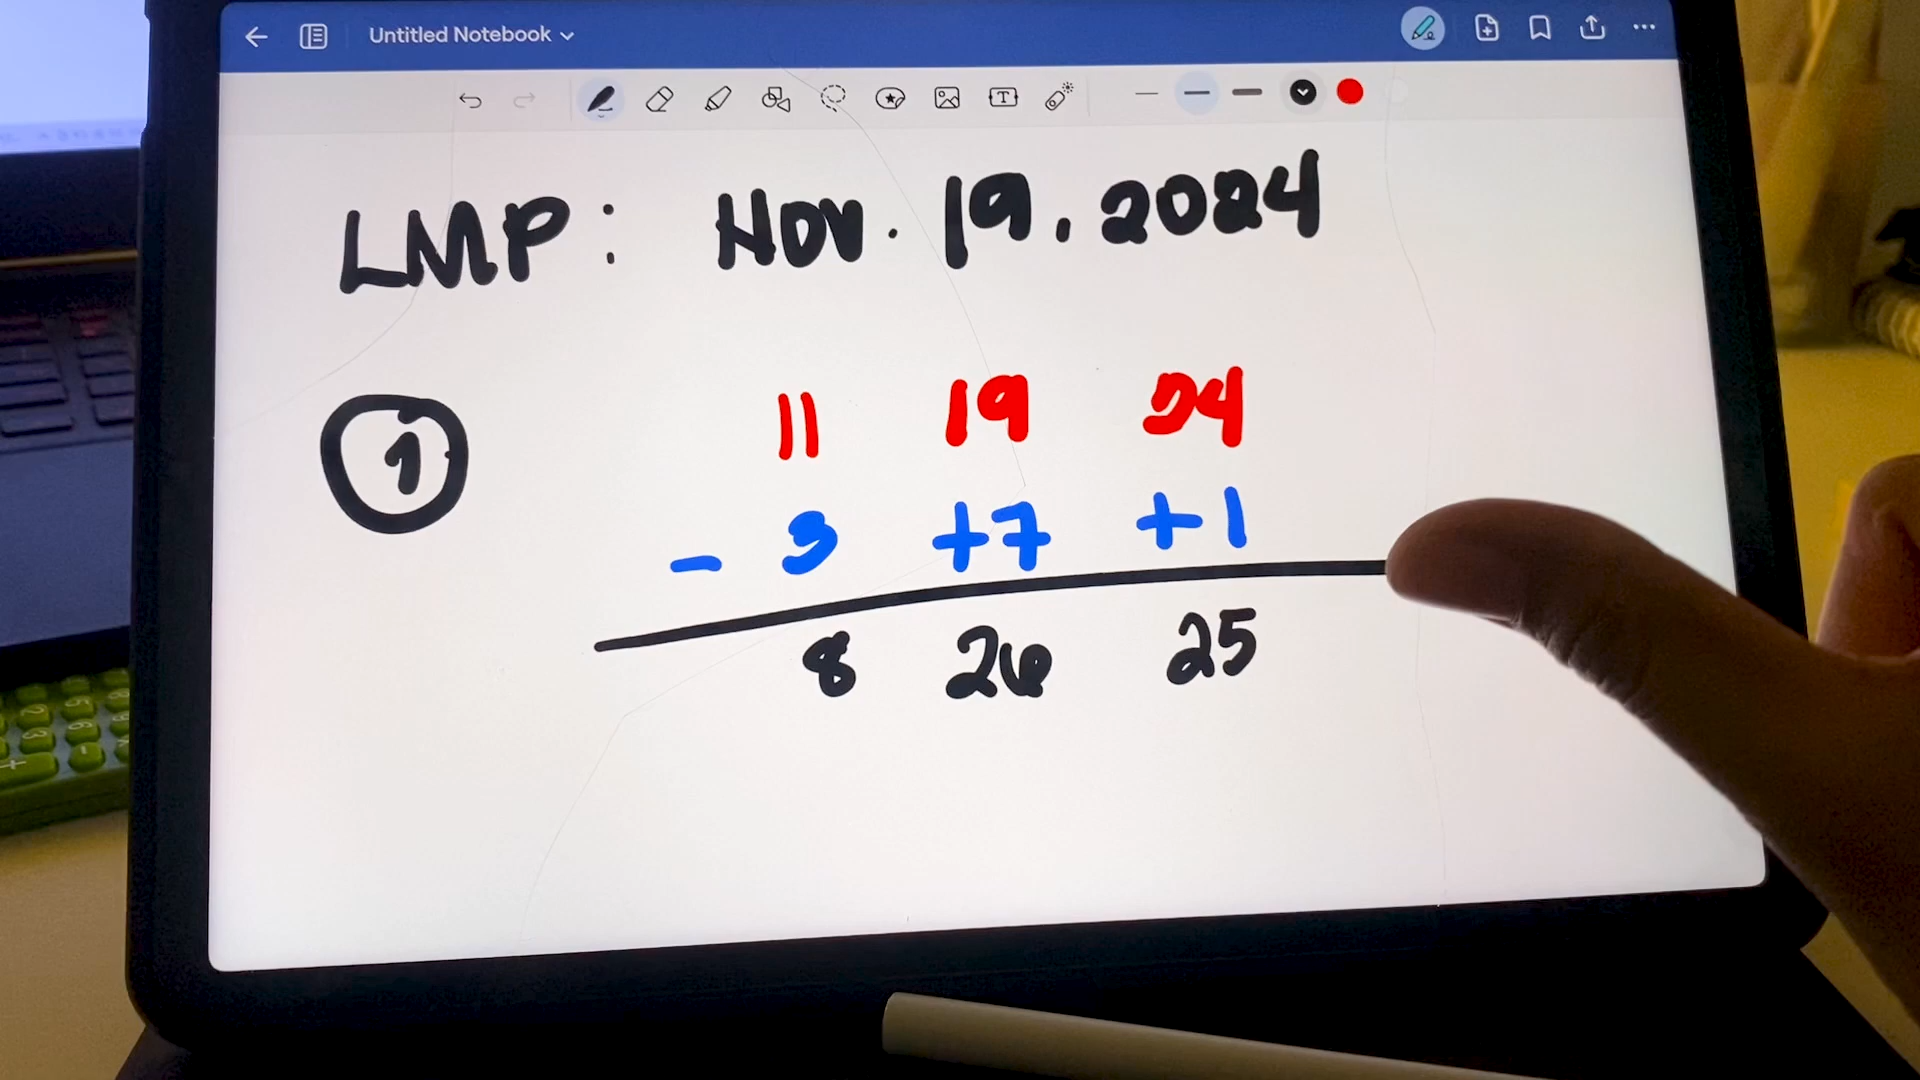 Untitled Notebook
LMP: Nov. 19, 2024
1
11 19 24
- 3 +7 +1
8 26 25